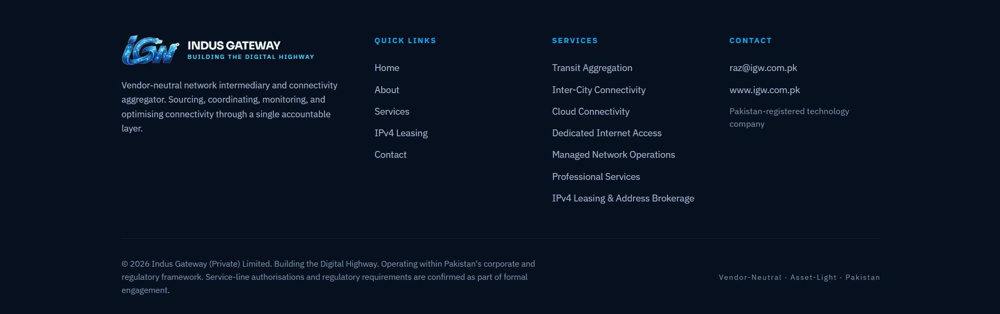 iGw
INDUS GATEWAY
BUILDING THE DIGITAL HIGHWAY
Vendor-neutral network intermediary and connectivity
aggregator. Sourcing, coordinating, monitoring, and
optimising connectivity through a single accountable
layer.
QUICK LINKS
Home
About
Services
IPv4 Leasing
Contact
SERVICES
Transit Aggregation
Inter-City Connectivity
Cloud Connectivity
Dedicated Internet Access
Managed Network Operations
Professional Services
IPv4 Leasing & Address Brokerage
CONTACT
raz@igw.com.pk
www.igw.com.pk
Pakistan-registered technology
company
© 2026 Indus Gateway (Private) Limited. Building the Digital Highway. Operating within Pakistan's corporate and
regulatory framework. Service-line authorisations and regulatory requirements are confirmed as part of formal
engagement.
Vendor-Neutral · Asset-Light · Pakistan